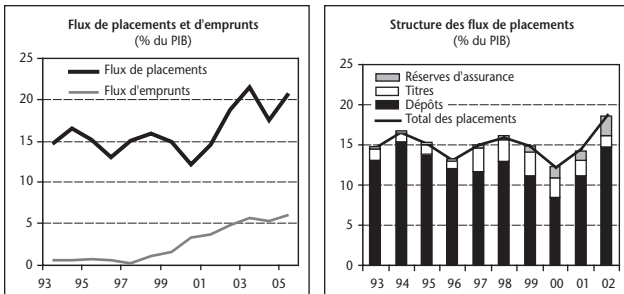 Flux de placements et d'emprunts
(% du PIB)
25
20
15
10
5
0
Flux de placements
Flux d'emprunts
93 95 97 99 01 03 05
Structure des flux de placements
(% du PIB)
25
20
15
10
5
0
Réserves d'assurance
Titres
Dépôts
Total des placements
93 94 95 96 97 98 99 00 01 02